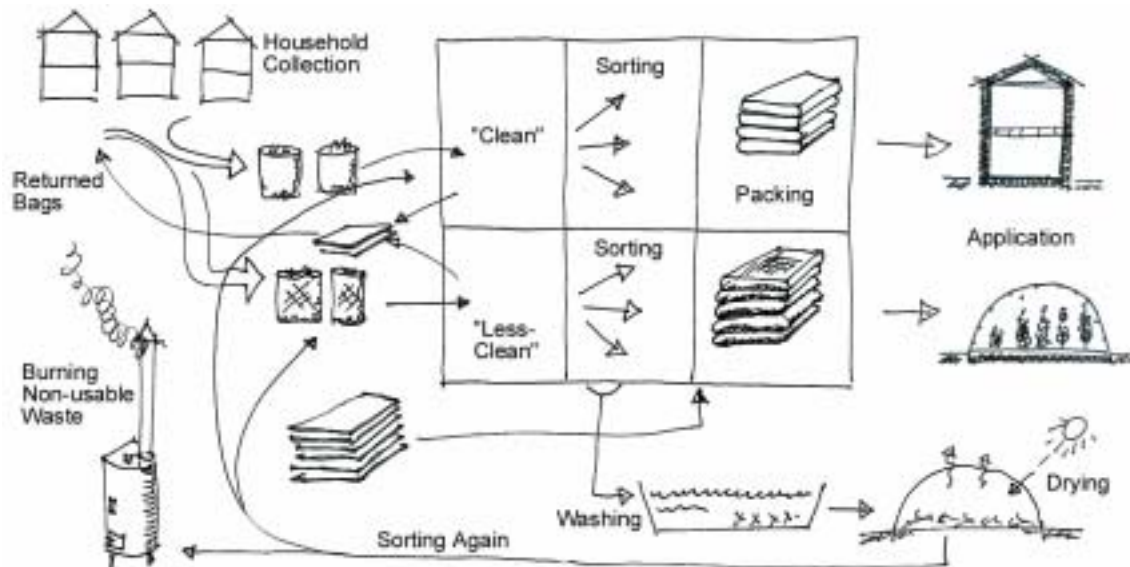 Household
Collection
Sorting
"Clean"
Packing
Returned
Bags
Application
Sorting
"Less-
Clean"
Burning
Non-usable
Waste
Drying
Washing
Sorting Again